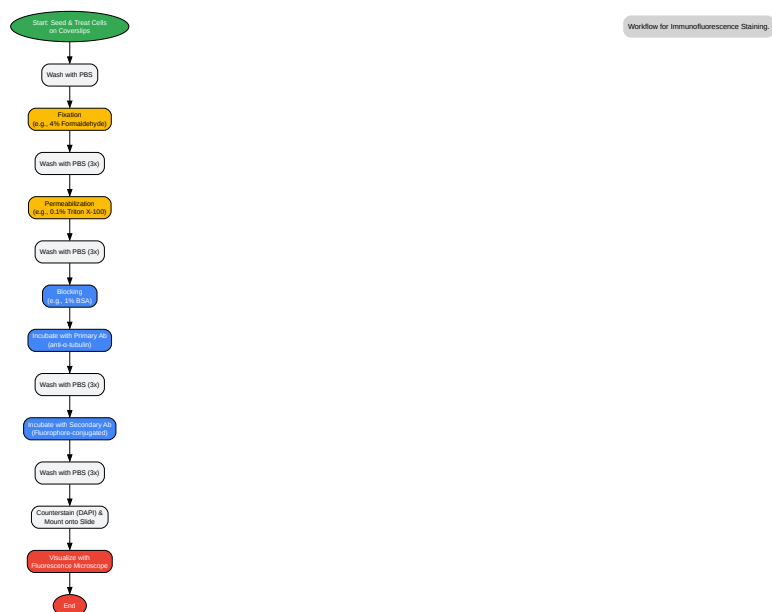 Start: Seed & Treat Cells
on Coverslips
Workflow for Immunofluorescence Staining.
Wash with PBS
Fixation
(e.g., 4% Formaldehyde)
Wash with PBS (3x)
Permeabilization
(e.g., 0.1% Triton X-100)
Wash with PBS (3x)
Blocking
(e.g., 1% BSA)
Incubate with Primary Ab
(anti-α-tubulin)
Wash with PBS (3x)
Incubate with Secondary Ab
(Fluorophore-conjugated)
Wash with PBS (3x)
Counterstain (DAPI) &
Mount onto Slide
Visualize with
Fluorescence Microscope
End